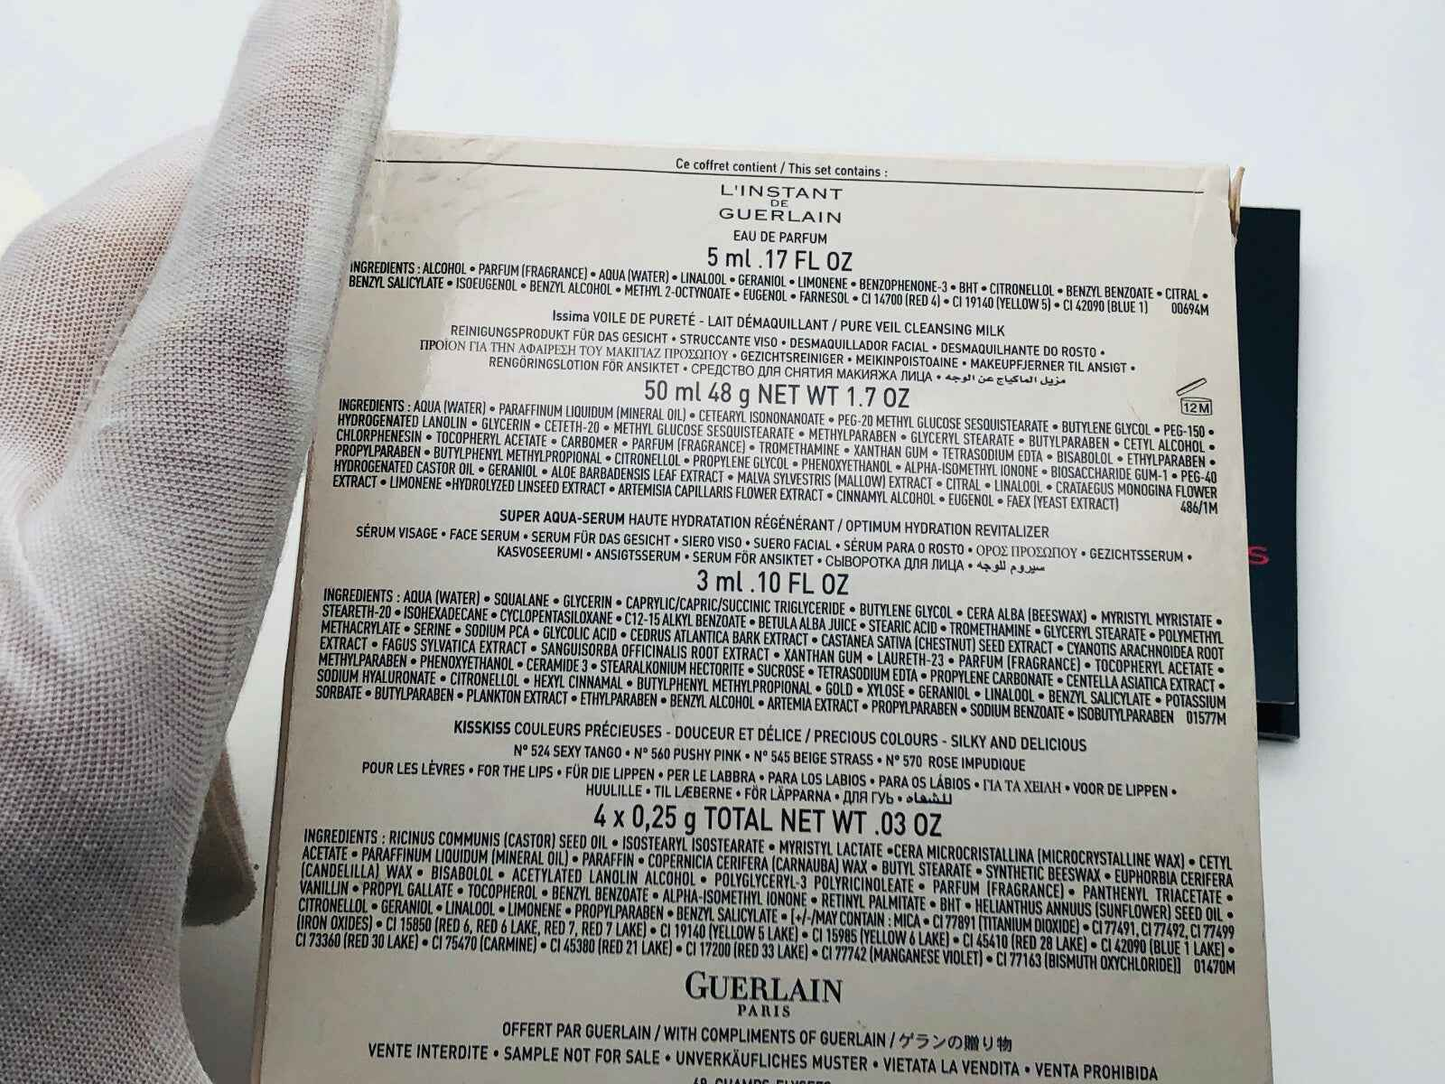 Ce coffret contient / This set contains :
L'INSTANT
DE
GUERLAIN
EAU DE PARFUM
5 ml .17 FL OZ
INGREDIENTS : ALCOHOL • PARFUM (FRAGRANCE) • AQUA (WATER) • LINALOOL • GERANIOL • LIMONENE • BENZOPHENONE-3 • BHT • CITRONELLOL • BENZYL BENZOATE • CITRAL •
BENZYL SALICYLATE • ISOEUGENOL • BENZYL ALCOHOL • METHYL 2-OCTYNOATE • EUGENOL • FARNESOL • CI 14700 (RED 4) • CI 19140 (YELLOW 5) • CI 42090 (BLUE 1) 00694M
Issima VOILE DE PURETÉ - LAIT DÉMAQUILLANT / PURE VEIL CLEANSING MILK
REINIGUNGSPRODUKT FÜR DAS GESICHT • STRUCCANTE VISO • DESMAQUILLADOR FACIAL • DESMAQUILHANTE DO ROSTO •
ΠΡΟΪΟΝ ΓΙΑ ΤΗΝ ΑΦΑΙΡΕΣΗ ΤΟΥ ΜΑΚΙΓΙΑΖ ΠΡΟΣΩΠΟΥ • GEZICHTSREINIGER • MEIKINPOISTOAINE • MAKEUPFJERNER TIL ANSIGT •
RENGÖRINGSLOTION FÖR ANSIKTET • СРЕДСТВО ДЛЯ СНЯТИЯ МАКИЯЖА ЛИЦА • مزيل الماكياج عن الوجه
50 ml 48 g NET WT 1.7 OZ
12 M
INGREDIENTS : AQUA (WATER) • PARAFFINUM LIQUIDUM (MINERAL OIL) • CETEARYL ISONONANOATE • PEG-20 METHYL GLUCOSE SESQUISTEARATE • BUTYLENE GLYCOL • PEG-150 •
HYDROGENATED LANOLIN • GLYCERIN • CETETH-20 • METHYL GLUCOSE SESQUISTEARATE • METHYLPARABEN • GLYCERYL STEARATE • BUTYLPARABEN • CETYL ALCOHOL •
CHLORPHENESIN • TOCOPHERYL ACETATE • CARBOMER • PARFUM (FRAGRANCE) • TROMETHAMINE • XANTHAN GUM • TETRASODIUM EDTA • BISABOLOL • ETHYLPARABEN •
PROPYLPARABEN • BUTYLPHENYL METHYLPROPIONAL • CITRONELLOL • PROPYLENE GLYCOL • PHENOXYETHANOL • ALPHA-ISOMETHYL IONONE • BIOSACCHARIDE GUM-1 • PEG-40
HYDROGENATED CASTOR OIL • GERANIOL • ALOE BARBADENSIS LEAF EXTRACT • MALVA SYLVESTRIS (MALLOW) EXTRACT • CITRAL • LINALOOL • CRATAEGUS MONOGINA FLOWER
EXTRACT • LIMONENE •HYDROLYZED LINSEED EXTRACT • ARTEMISIA CAPILLARIS FLOWER EXTRACT • CINNAMYL ALCOHOL • EUGENOL • FAEX (YEAST EXTRACT) 486/1M
SUPER AQUA-SERUM HAUTE HYDRATATION RÉGÉNÉRANT / OPTIMUM HYDRATION REVITALIZER
SÉRUM VISAGE • FACE SERUM • SERUM FÜR DAS GESICHT • SIERO VISO • SUERO FACIAL • SÉRUM PARA O ROSTO • ΟΡΟΣ ΠΡΟΣΩΠΟΥ • GEZICHTSSERUM •
KASVOSEERUMI • ANSIGTSSERUM • SERUM FÖR ANSIKTET • СЫВОРОТКА ДЛЯ ЛИЦА • سيروم للوجه
3 ml .10 FL OZ
INGREDIENTS : AQUA (WATER) • SQUALANE • GLYCERIN • CAPRYLIC/CAPRIC/SUCCINIC TRIGLYCERIDE • BUTYLENE GLYCOL • CERA ALBA (BEESWAX) • MYRISTYL MYRISTATE •
STEARETH-20 • ISOHEXADECANE • CYCLOPENTASILOXANE • C12-15 ALKYL BENZOATE • BETULA ALBA JUICE • STEARIC ACID • TROMETHAMINE • GLYCERYL STEARATE • POLYMETHYL
METHACRYLATE • SERINE • SODIUM PCA • GLYCOLIC ACID • CEDRUS ATLANTICA BARK EXTRACT • CASTANEA SATIVA (CHESTNUT) SEED EXTRACT • CYANOTIS ARACHNOIDEA ROOT
EXTRACT • FAGUS SYLVATICA EXTRACT • SANGUISORBA OFFICINALIS ROOT EXTRACT • XANTHAN GUM • LAURETH-23 • PARFUM (FRAGRANCE) • TOCOPHERYL ACETATE •
METHYLPARABEN • PHENOXYETHANOL • CERAMIDE 3 • STEARALKONIUM HECTORITE • SUCROSE • TETRASODIUM EDTA • PROPYLENE CARBONATE • CENTELLA ASIATICA EXTRACT •
SODIUM HYALURONATE • CITRONELLOL • HEXYL CINNAMAL • BUTYLPHENYL METHYLPROPIONAL • GOLD • XYLOSE • GERANIOL • LINALOOL • BENZYL SALICYLATE • POTASSIUM
SORBATE • BUTYLPARABEN • PLANKTON EXTRACT • ETHYLPARABEN • BENZYL ALCOHOL • ARTEMIA EXTRACT • PROPYLPARABEN • SODIUM BENZOATE • ISOBUTYLPARABEN 01577M
KISSKISS COULEURS PRÉCIEUSES - DOUCEUR ET DÉLICE / PRECIOUS COLOURS - SILKY AND DELICIOUS
N° 524 SEXY TANGO • N° 560 PUSHY PINK • N° 545 BEIGE STRASS • N° 570 ROSE IMPUDIQUE
POUR LES LÈVRES • FOR THE LIPS • FÜR DIE LIPPEN • PER LE LABBRA • PARA LOS LABIOS • PARA OS LÁBIOS • ΓΙΑ ΤΑ ΧΕΙΛΗ • VOOR DE LIPPEN •
HUULILLE • TIL LÆBERNE • FÖR LÄPPARNA • ДЛЯ ГУЬ • للشفاه
4 x 0,25 g TOTAL NET WT .03 OZ
INGREDIENTS : RICINUS COMMUNIS (CASTOR) SEED OIL • ISOSTEARYL ISOSTEARATE • MYRISTYL LACTATE •CERA MICROCRISTALLINA (MICROCRYSTALLINE WAX) • CETYL
ACETATE • PARAFFINUM LIQUIDUM (MINERAL OIL) • PARAFFIN • COPERNICIA CERIFERA (CARNAUBA) WAX • BUTYL STEARATE • SYNTHETIC BEESWAX • EUPHORBIA CERIFERA
(CANDELILLA) WAX • BISABOLOL • ACETYLATED LANOLIN ALCOHOL • POLYGLYCERYL-3 POLYRICINOLEATE • PARFUM (FRAGRANCE) • PANTHENYL TRIACETATE •
VANILLIN • PROPYL GALLATE • TOCOPHEROL • BENZYL BENZOATE • ALPHA-ISOMETHYL IONONE • RETINYL PALMITATE • BHT • HELIANTHUS ANNUUS (SUNFLOWER) SEED OIL •
CITRONELLOL • GERANIOL • LINALOOL • LIMONENE • PROPYLPARABEN • BENZYL SALICYLATE • [+/-/MAY CONTAIN : MICA • CI 77891 (TITANIUM DIOXIDE) • CI 77491, CI 77492, CI 77499
(IRON OXIDES) • CI 15850 (RED 6, RED 6 LAKE, RED 7, RED 7 LAKE) • CI 19140 (YELLOW 5 LAKE) • CI 15985 (YELLOW 6 LAKE) • CI 45410 (RED 28 LAKE) • CI 42090 (BLUE 1 LAKE) •
CI 73360 (RED 30 LAKE) • CI 75470 (CARMINE) • CI 45380 (RED 21 LAKE) • CI 17200 (RED 33 LAKE) • CI 77742 (MANGANESE VIOLET) • CI 77163 (BISMUTH OXYCHLORIDE)] 01470M
GUERLAIN
PARIS
OFFERT PAR GUERLAIN / WITH COMPLIMENTS OF GUERLAIN / ゲランの贈り物
VENTE INTERDITE • SAMPLE NOT FOR SALE • UNVERKÄUFLICHES MUSTER • VIETATA LA VENDITA • VENTA PROHIBIDA